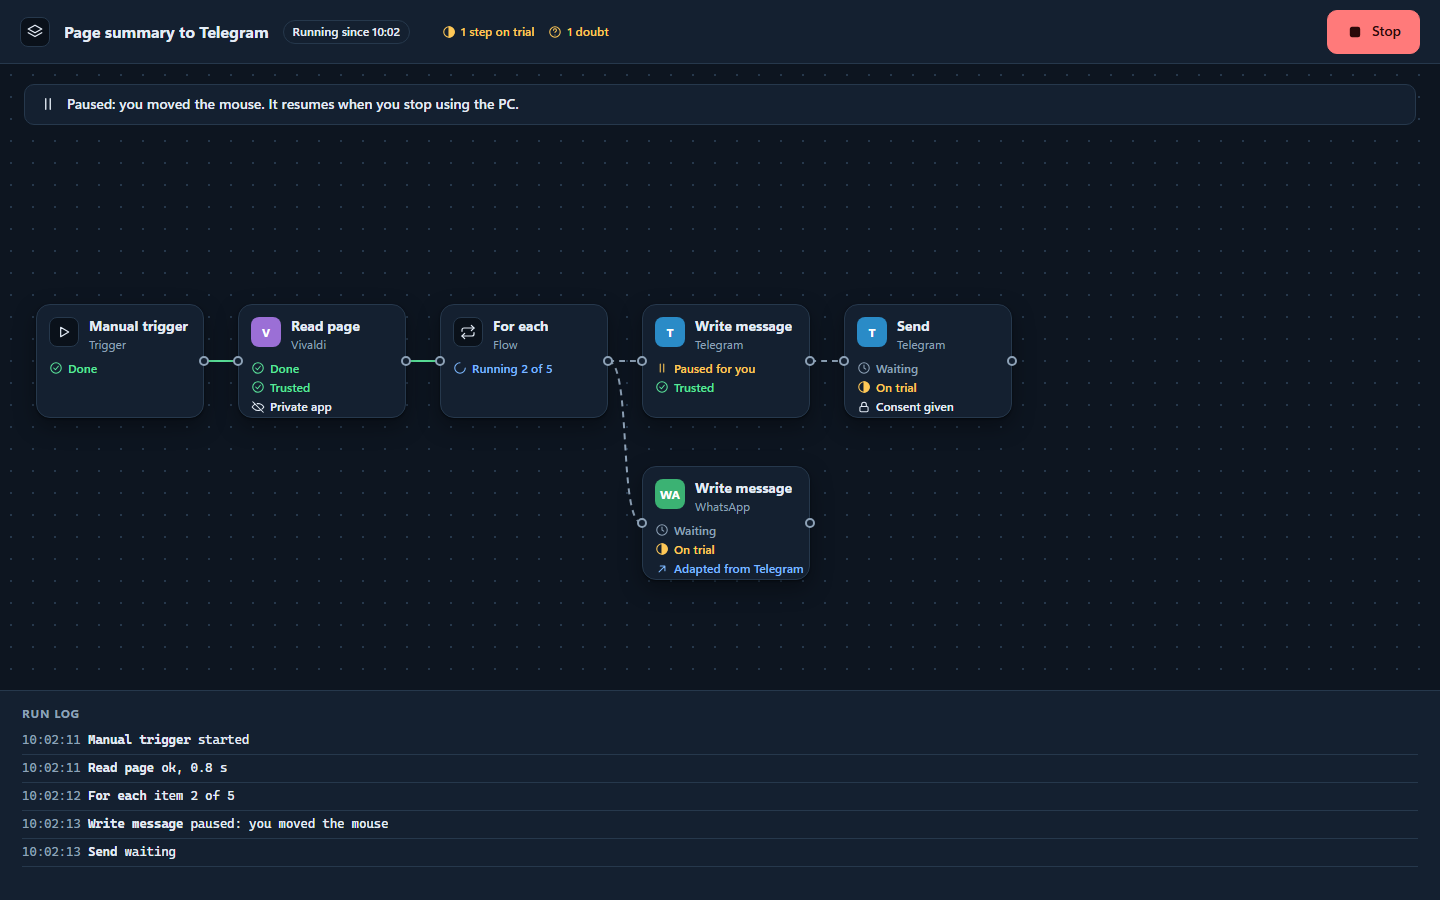 Page summary to Telegram
Running since 10:02
1 step on trial
1 doubt
Stop
Paused: you moved the mouse. It resumes when you stop using the PC.
Manual trigger
Trigger
Done
V
Read page
Vivaldi
Done
Trusted
Private app
For each
Flow
Running 2 of 5
T
Write message
Telegram
Paused for you
Trusted
T
Send
Telegram
Waiting
On trial
Consent given
WA
Write message
WhatsApp
Waiting
On trial
Adapted from Telegram
RUN LOG
10:02:11 Manual trigger started
10:02:11 Read page ok, 0.8 s
10:02:12 For each item 2 of 5
10:02:13 Write message paused: you moved the mouse
10:02:13 Send waiting